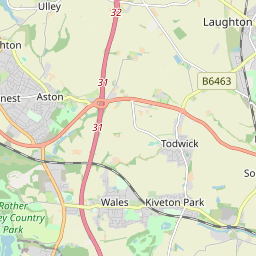 Ulley
32
Laughton
ghton
31
B6463
nest
Aston
31
Todwick
So
Wales
Kiveton Park
Rother
ey Country
Park